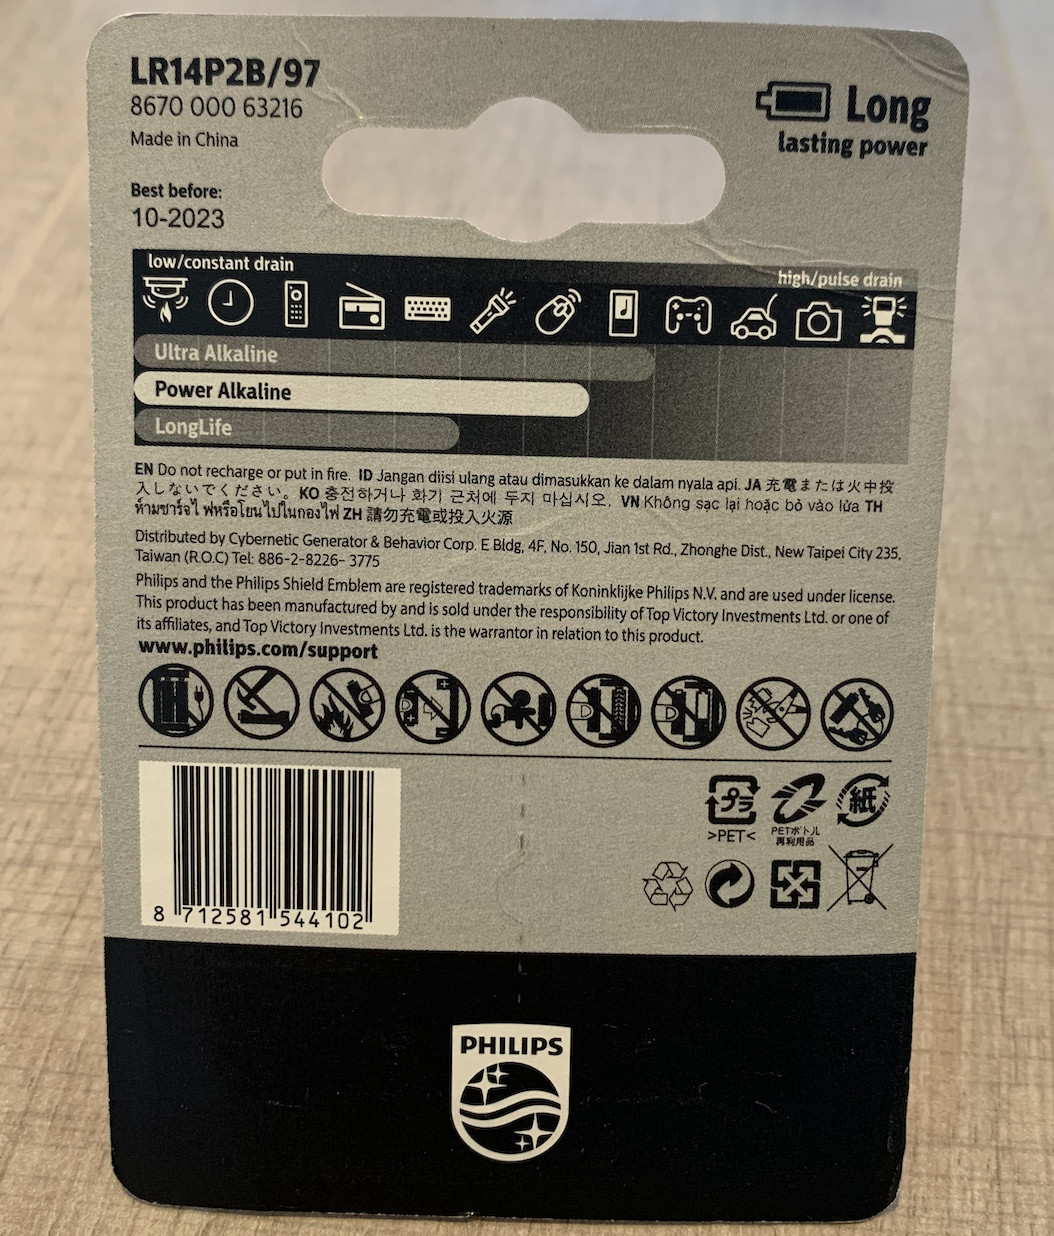 LR14P2B/97
8670 000 63216
Made in China
Best before:
10-2023
Long
lasting power
low/constant drain
high/pulse drain
Ultra Alkaline
Power Alkaline
LongLife
EN Do not recharge or put in fire. ID Jangan diisi ulang atau dimasukkan ke dalam nyala api. JA 充電または火中投
入しないでください。KO 충전하거나 화기 근처에 두지 마십시오. VN Không sạc lại hoặc bỏ vào lửa TH
ห้ามชาร์จไฟหรือโยนไปในกองไฟ ZH 請勿充電或投入火源
Distributed by Cybernetic Generator & Behavior Corp. E Bldg, 4F, No. 150, Jian 1st Rd., Zhonghe Dist., New Taipei City 235,
Taiwan (R.O.C) Tel: 886-2-8226- 3775
Philips and the Philips Shield Emblem are registered trademarks of Koninklijke Philips N.V. and are used under license.
This product has been manufactured by and is sold under the responsibility of Top Victory Investments Ltd. or one of
its affiliates, and Top Victory Investments Ltd. is the warrantor in relation to this product.
www.philips.com/support
プラ
紙
>PET<
PETボトル
再利用品
8 712581 544102
PHILIPS